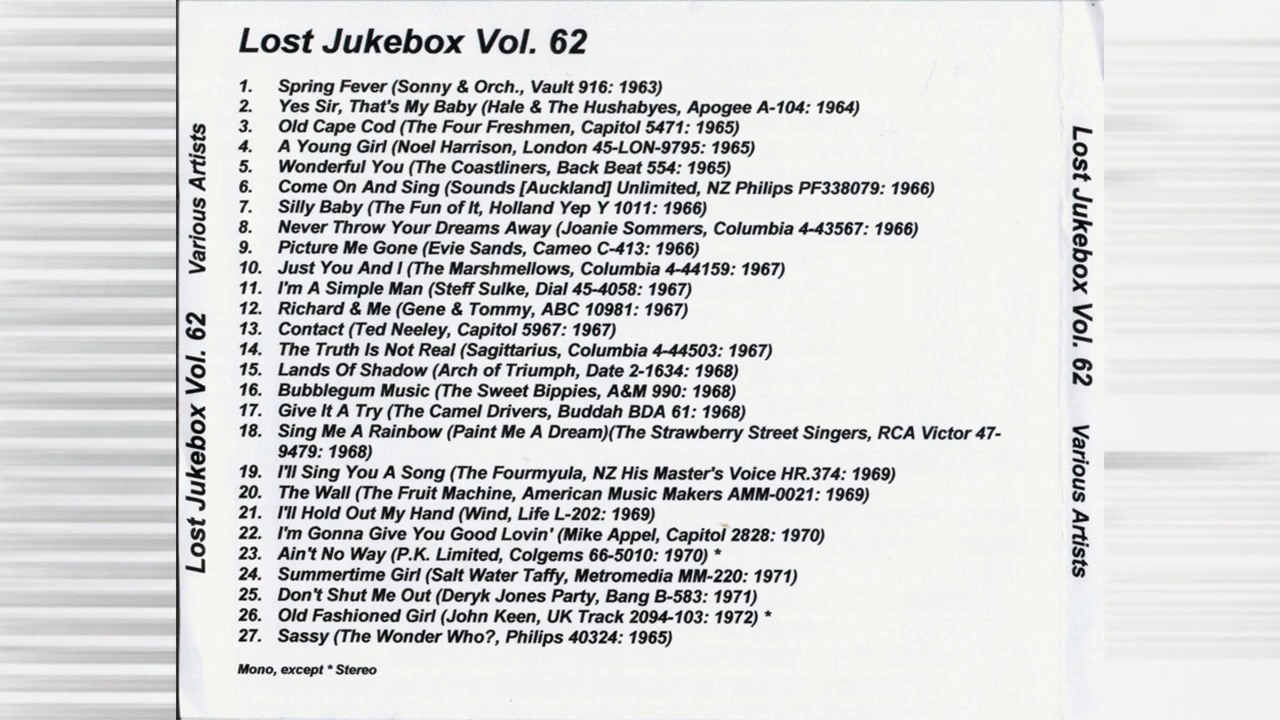 Lost Jukebox Vol. 62
1. Spring Fever (Sonny & Orch., Vault 916: 1963)
2. Yes Sir, That's My Baby (Hale & The Hushabyes, Apogee A-104: 1964)
3. Old Cape Cod (The Four Freshmen, Capitol 5471: 1965)
4. A Young Girl (Noel Harrison, London 45-LON-9795: 1965)
5. Wonderful You (The Coastliners, Back Beat 554: 1965)
6. Come On And Sing (Sounds [Auckland] Unlimited, NZ Philips PF338079: 1966)
7. Silly Baby (The Fun of It, Holland Yep Y 1011: 1966)
8. Never Throw Your Dreams Away (Joanie Sommers, Columbia 4-43567: 1966)
9. Picture Me Gone (Evie Sands, Cameo C-413: 1966)
10. Just You And I (The Marshmellows, Columbia 4-44159: 1967)
11. I'm A Simple Man (Steff Sulke, Dial 45-4058: 1967)
12. Richard & Me (Gene & Tommy, ABC 10981: 1967)
13. Contact (Ted Neeley, Capitol 5967: 1967)
14. The Truth Is Not Real (Sagittarius, Columbia 4-44503: 1967)
15. Lands Of Shadow (Arch of Triumph, Date 2-1634: 1968)
16. Bubblegum Music (The Sweet Bippies, A&M 990: 1968)
17. Give It A Try (The Camel Drivers, Buddah BDA 61: 1968)
18. Sing Me A Rainbow (Paint Me A Dream)(The Strawberry Street Singers, RCA Victor 47-
9479: 1968)
19. I'll Sing You A Song (The Fourmyula, NZ His Master's Voice HR.374: 1969)
20. The Wall (The Fruit Machine, American Music Makers AMM-0021: 1969)
21. I'll Hold Out My Hand (Wind, Life L-202: 1969)
22. I'm Gonna Give You Good Lovin' (Mike Appel, Capitol 2828: 1970)
23. Ain't No Way (P.K. Limited, Colgems 66-5010: 1970) *
24. Summertime Girl (Salt Water Taffy, Metromedia MM-220: 1971)
25. Don't Shut Me Out (Deryk Jones Party, Bang B-583: 1971)
26. Old Fashioned Girl (John Keen, UK Track 2094-103: 1972) *
27. Sassy (The Wonder Who?, Philips 40324: 1965)
Mono, except * Stereo
Lost Jukebox Vol. 62 Various Artists
Lost Jukebox Vol. 62 Various Artists